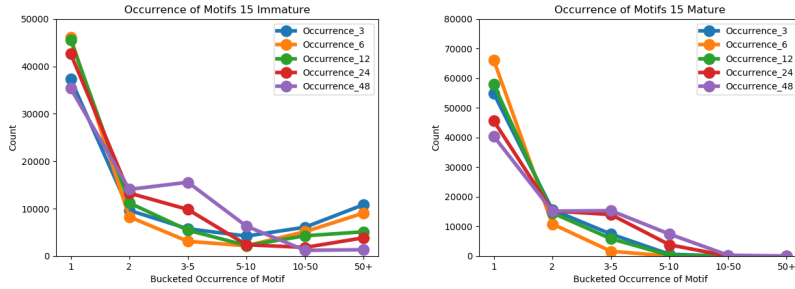 Occurrence of Motifs 15 Immature
50000
40000
30000
20000
10000
0
Count
1 2 3-5 5-10 10-50 50+
Bucketed Occurrence of Motif
Occurrence_3
Occurrence_6
Occurrence_12
Occurrence_24
Occurrence_48
Occurrence of Motifs 15 Mature
80000
70000
60000
50000
40000
30000
20000
10000
0
Count
1 2 3-5 5-10 10-50 50+
Bucketed Occurrence of Motif
Occurrence_3
Occurrence_6
Occurrence_12
Occurrence_24
Occurrence_48